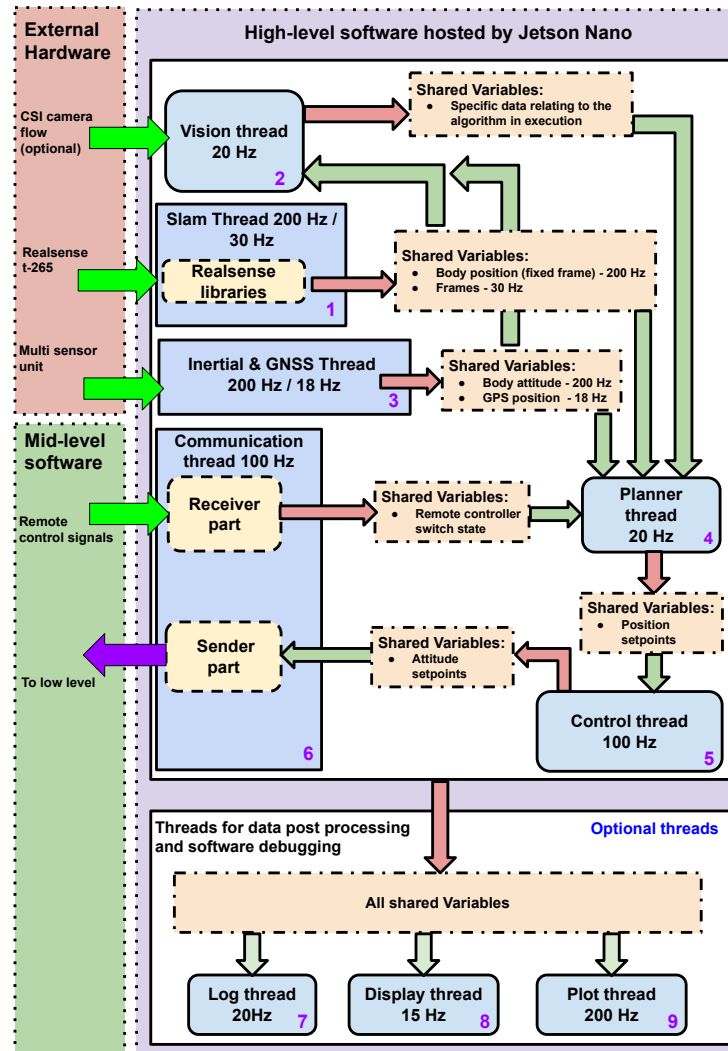 External
Hardware
High-level software hosted by Jetson Nano
CSI camera
flow
(optional)
Vision thread
20 Hz
2
Shared Variables:
● Specific data relating to the
algorithm in execution
Realsense
t-265
Slam Thread 200 Hz /
30 Hz
Realsense
libraries
1
Shared Variables:
● Body position (fixed frame) - 200 Hz
● Frames - 30 Hz
Multi sensor
unit
Inertial & GNSS Thread
200 Hz / 18 Hz
3
Shared Variables:
● Body attitude - 200 Hz
● GPS position - 18 Hz
Mid-level
software
Communication
thread 100 Hz
Remote
control signals
Receiver
part
Shared Variables:
● Remote controller
switch state
Planner
thread
20 Hz
4
Shared Variables:
● Position
setpoints
To low level
Sender
part
6
Shared Variables:
● Attitude
setpoints
Control thread
100 Hz
5
Threads for data post processing
and software debugging
Optional threads
All shared Variables
Log thread
20Hz
7
Display thread
15 Hz
8
Plot thread
200 Hz
9